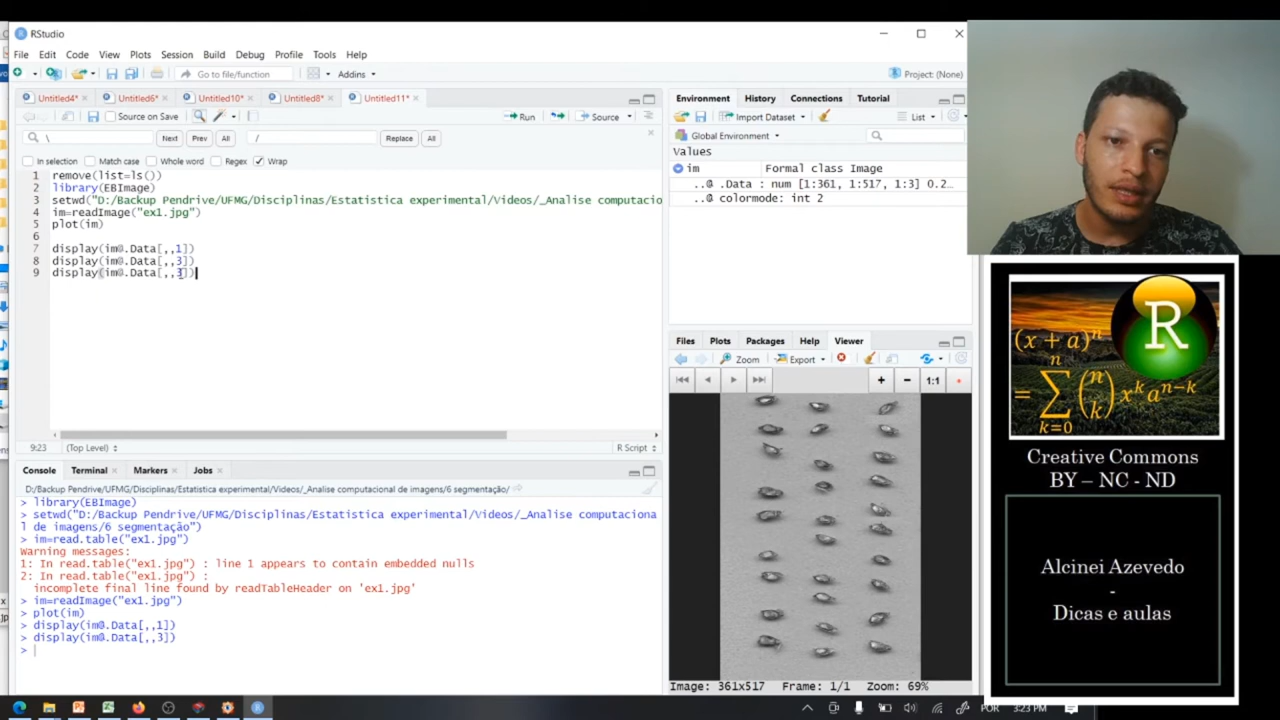 RStudio
File Edit Code View Plots Session Build Debug Profile Tools Help
Go to file/function Addins Project: (None)
Untitled4* Untitled6* Untitled10* Untitled8* Untitled11*
Source on Save Run Source
\ Next Prev All / Replace All
In selection Match case Whole word Regex Wrap
1 remove(list=ls())
2 library(EBImage)
3 setwd("D:/Backup Pendrive/UFMG/Disciplinas/Estatistica experimental/Videos/_Analise computacio
4 im=readImage("ex1.jpg")
5 plot(im)
6
7 display(im@.Data[,,1])
8 display(im@.Data[,,3])
9 display(im@.Data[,,3])
9:23 (Top Level) R Script
Console Terminal Markers Jobs
D:/Backup Pendrive/UFMG/Disciplinas/Estatistica experimental/Videos/_Analise computacional de imagens/6 segmentação/
> library(EBImage)
> setwd("D:/Backup Pendrive/UFMG/Disciplinas/Estatistica experimental/Videos/_Analise computaciona
l de imagens/6 segmentação")
> im=read.table("ex1.jpg")
Warning messages:
1: In read.table("ex1.jpg") : line 1 appears to contain embedded nulls
2: In read.table("ex1.jpg") :
incomplete final line found by readTableHeader on 'ex1.jpg'
> im=readImage("ex1.jpg")
> plot(im)
> display(im@.Data[,,1])
> display(im@.Data[,,3])
>
Environment History Connections Tutorial
Import Dataset List
Global Environment
Values
im Formal class Image
..@ .Data : num [1:361, 1:517, 1:3] 0.2…
..@ colormode: int 2
Files Plots Packages Help Viewer
Zoom Export
+ - 1:1
Image: 361x517 Frame: 1/1 Zoom: 69%
R
(x + a)^n
= ∑ n k=0 (n k) x^k a^{n−k}
Creative Commons
BY – NC - ND
Alcinei Azevedo
-
Dicas e aulas
POR 3:23 PM